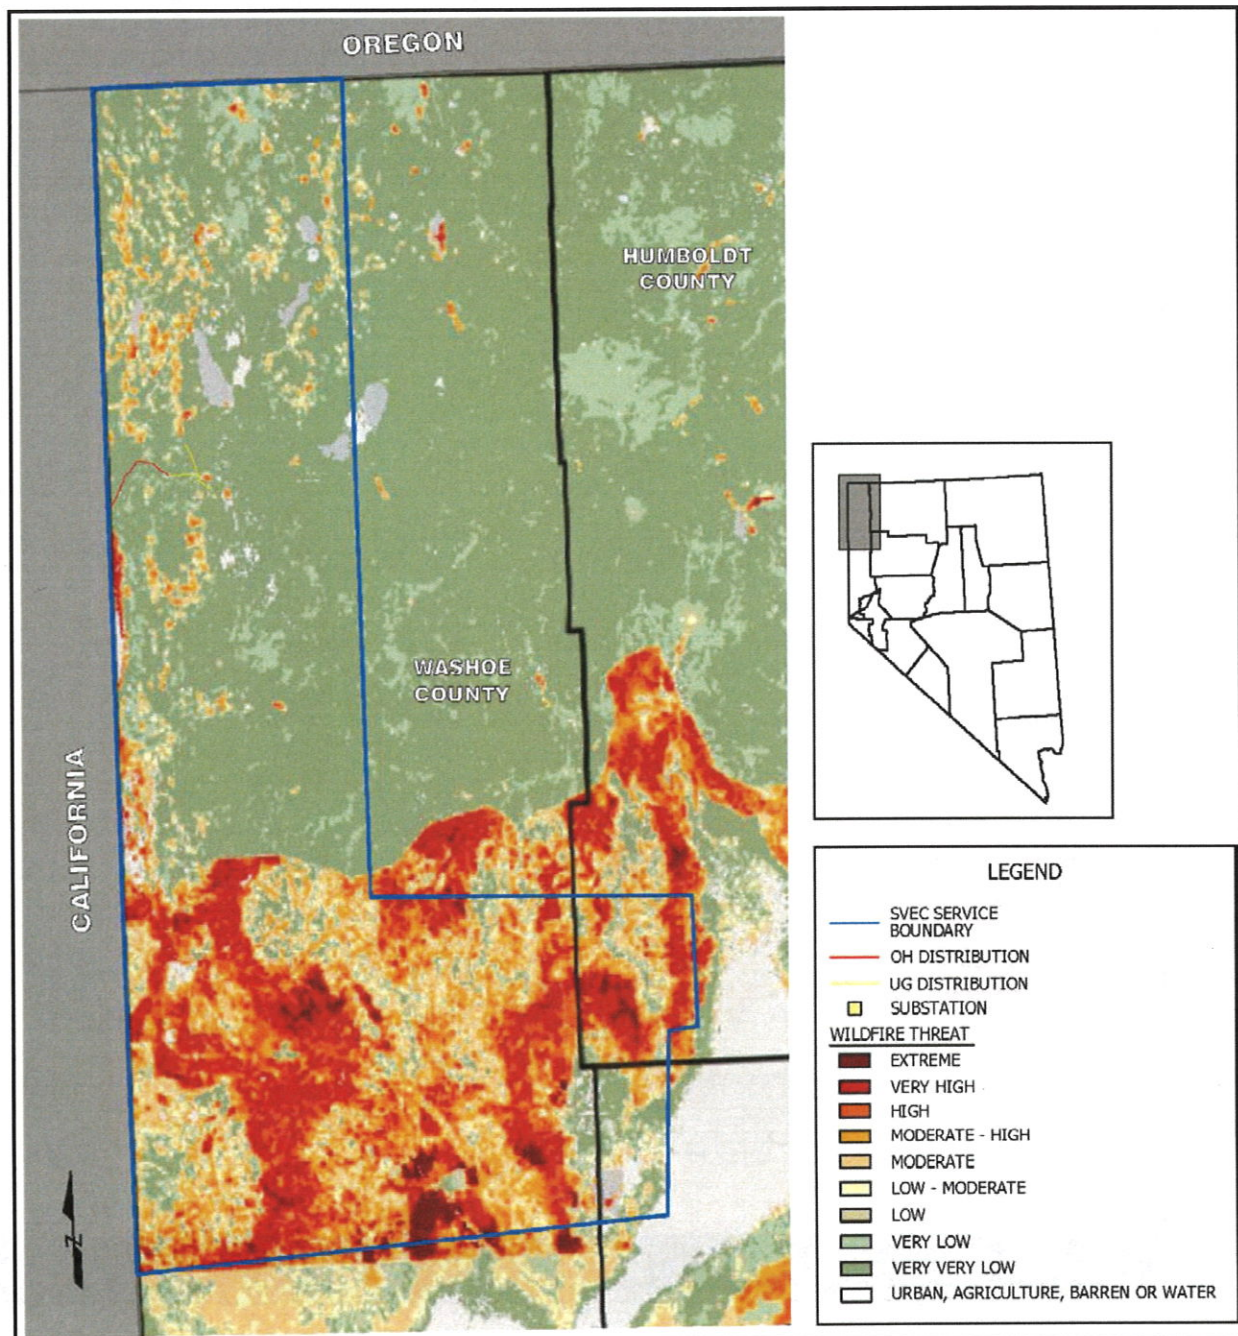 OREGON
HUMBOLDT
COUNTY
WASHOE
COUNTY
CALIFORNIA
N
LEGEND
SVEC SERVICE
BOUNDARY
OH DISTRIBUTION
UG DISTRIBUTION
SUBSTATION
WILDFIRE THREAT
EXTREME
VERY HIGH
HIGH
MODERATE - HIGH
MODERATE
LOW - MODERATE
LOW
VERY LOW
VERY VERY LOW
URBAN, AGRICULTURE, BARREN OR WATER